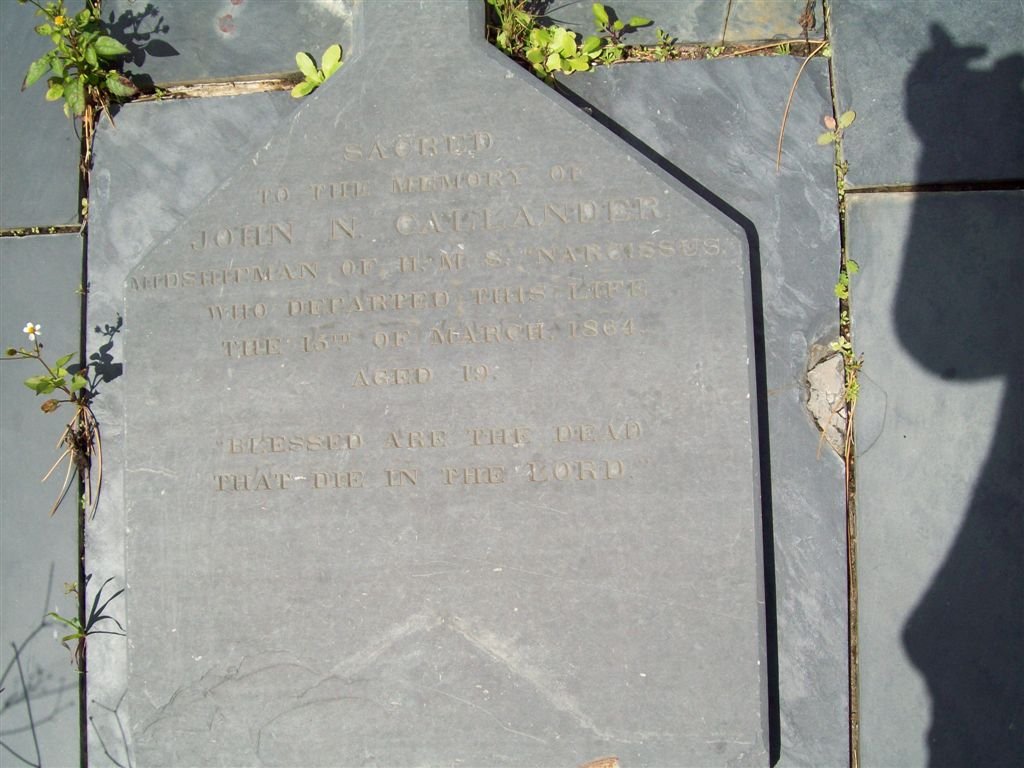 SACRED
TO THE MEMORY OF
JOHN N. CALLANDER
MIDSHIPMAN OF H.M.S. "NARCISSUS."
WHO DEPARTED THIS LIFE
THE 15TH OF MARCH, 1864.
AGED 19.
"BLESSED ARE THE DEAD
THAT DIE IN THE LORD."